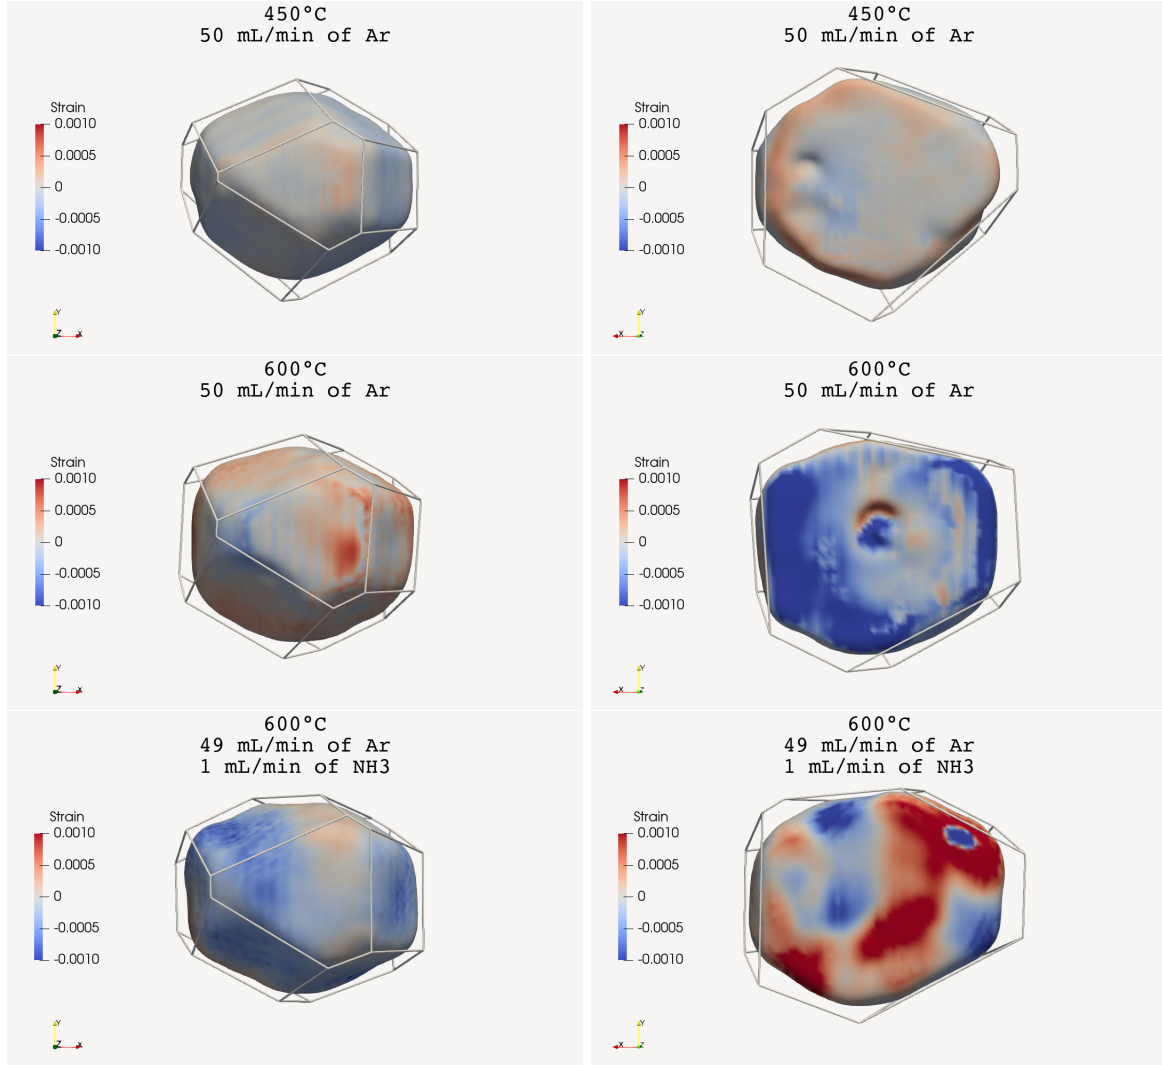 450°C
50 mL/min of Ar
Strain
0.0010
0.0005
0
-0.0005
-0.0010
Y
Z X
450°C
50 mL/min of Ar
Strain
0.0010
0.0005
0
-0.0005
-0.0010
Y
X Z
600°C
50 mL/min of Ar
Strain
0.0010
0.0005
0
-0.0005
-0.0010
Y
Z X
600°C
50 mL/min of Ar
Strain
0.0010
0.0005
0
-0.0005
-0.0010
Y
X Z
600°C
49 mL/min of Ar
1 mL/min of NH3
Strain
0.0010
0.0005
0
-0.0005
-0.0010
Y
Z X
600°C
49 mL/min of Ar
1 mL/min of NH3
Strain
0.0010
0.0005
0
-0.0005
-0.0010
Y
X Z